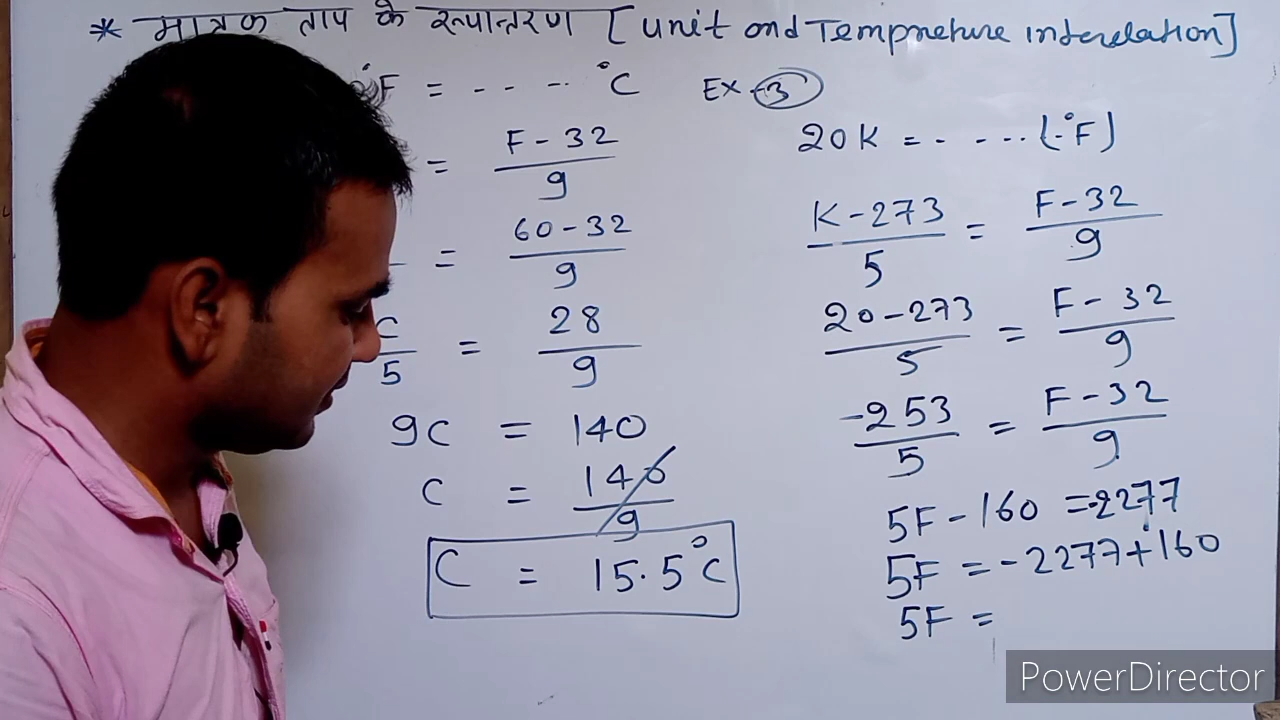 * मात्रक ताप के रूपान्तरण [unit and Tempreture interelation]
°F = - - - - - °C
= F - 32 / 9
= 60 - 32 / 9
C / 5 = 28 / 9
9C = 140
C = 140 / 9
C = 15.5°C
Ex - 3
20K = - - - - - (°F)
K - 273 / 5 = F - 32 / 9
20 - 273 / 5 = F - 32 / 9
-253 / 5 = F - 32 / 9
5F - 160 = -2277
5F = -2277 + 160
5F =
PowerDirector